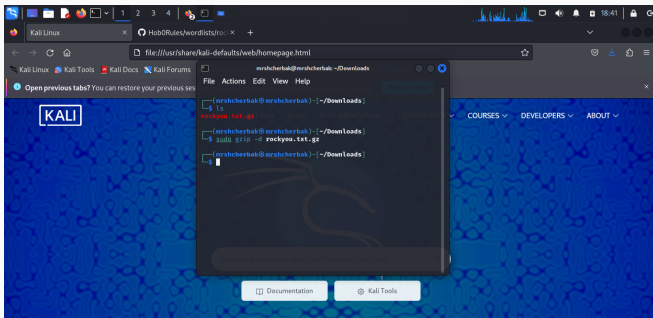 1 2 3 4
18:41
Kali Linux
Hob0Rules/wordlists/roc
file:///usr/share/kali-defaults/web/homepage.html
Kali Linux Kali Tools Kali Docs Kali Forums
Open previous tabs? You can restore your previous ses
mrshcherbak@mrshcherbak: ~/Downloads
File Actions Edit View Help
(mrshcherbak㉿mrshcherbak)-[~/Downloads]
$ ls
rockyou.txt.gz
(mrshcherbak㉿mrshcherbak)-[~/Downloads]
$ sudo gzip -d rockyou.txt.gz
(mrshcherbak㉿mrshcherbak)-[~/Downloads]
$
KALI
COURSES DEVELOPERS ABOUT
Documentation Kali Tools